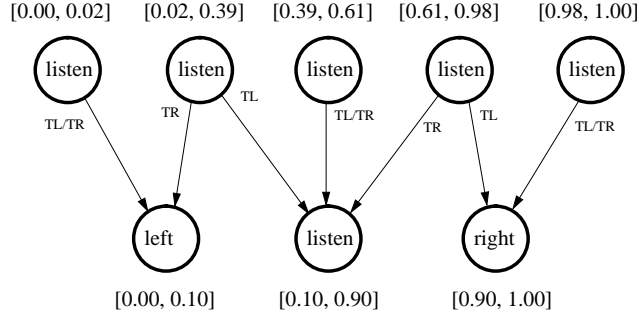 [0.00, 0.02] [0.02, 0.39] [0.39, 0.61] [0.61, 0.98] [0.98, 1.00]
listen listen listen listen listen
TL/TR TR TL TL/TR TR TL TL/TR
left listen right
[0.00, 0.10] [0.10, 0.90] [0.90, 1.00]